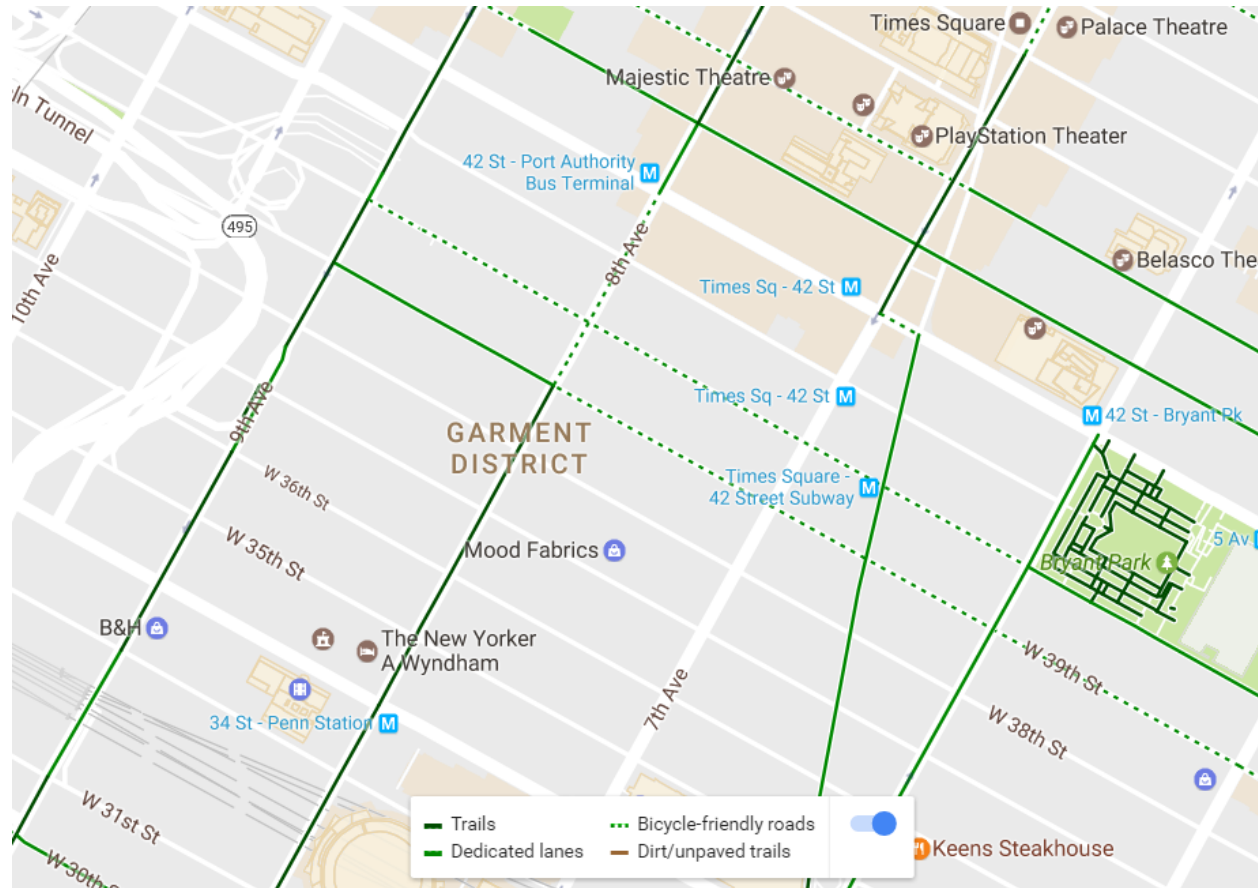 Times Square
Palace Theatre
Majestic Theatre
ln Tunnel
PlayStation Theater
42 St - Port Authority
Bus Terminal
M
495
8th Ave
Belasco The
10th Ave
Times Sq - 42 St M
9th Ave
Times Sq - 42 St M
M 42 St - Bryant Pk
GARMENT
DISTRICT
W 36th St
Times Square -
42 Street Subway
M
W 35th St
Mood Fabrics
5 Av
Bryant Park
B&H
The New Yorker
A Wyndham
W 39th St
7th Ave
34 St - Penn Station M
W 38th St
W 31st St
Trails
Bicycle-friendly roads
Dedicated lanes
Dirt/unpaved trails
Keens Steakhouse
W 30th S